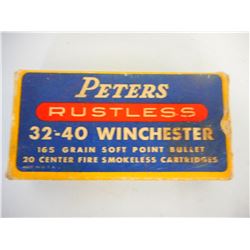 PETERS
RUSTLESS
32-40 WINCHESTER
165 GRAIN SOFT POINT BULLET
20 CENTER FIRE SMOKELESS CARTRIDGES